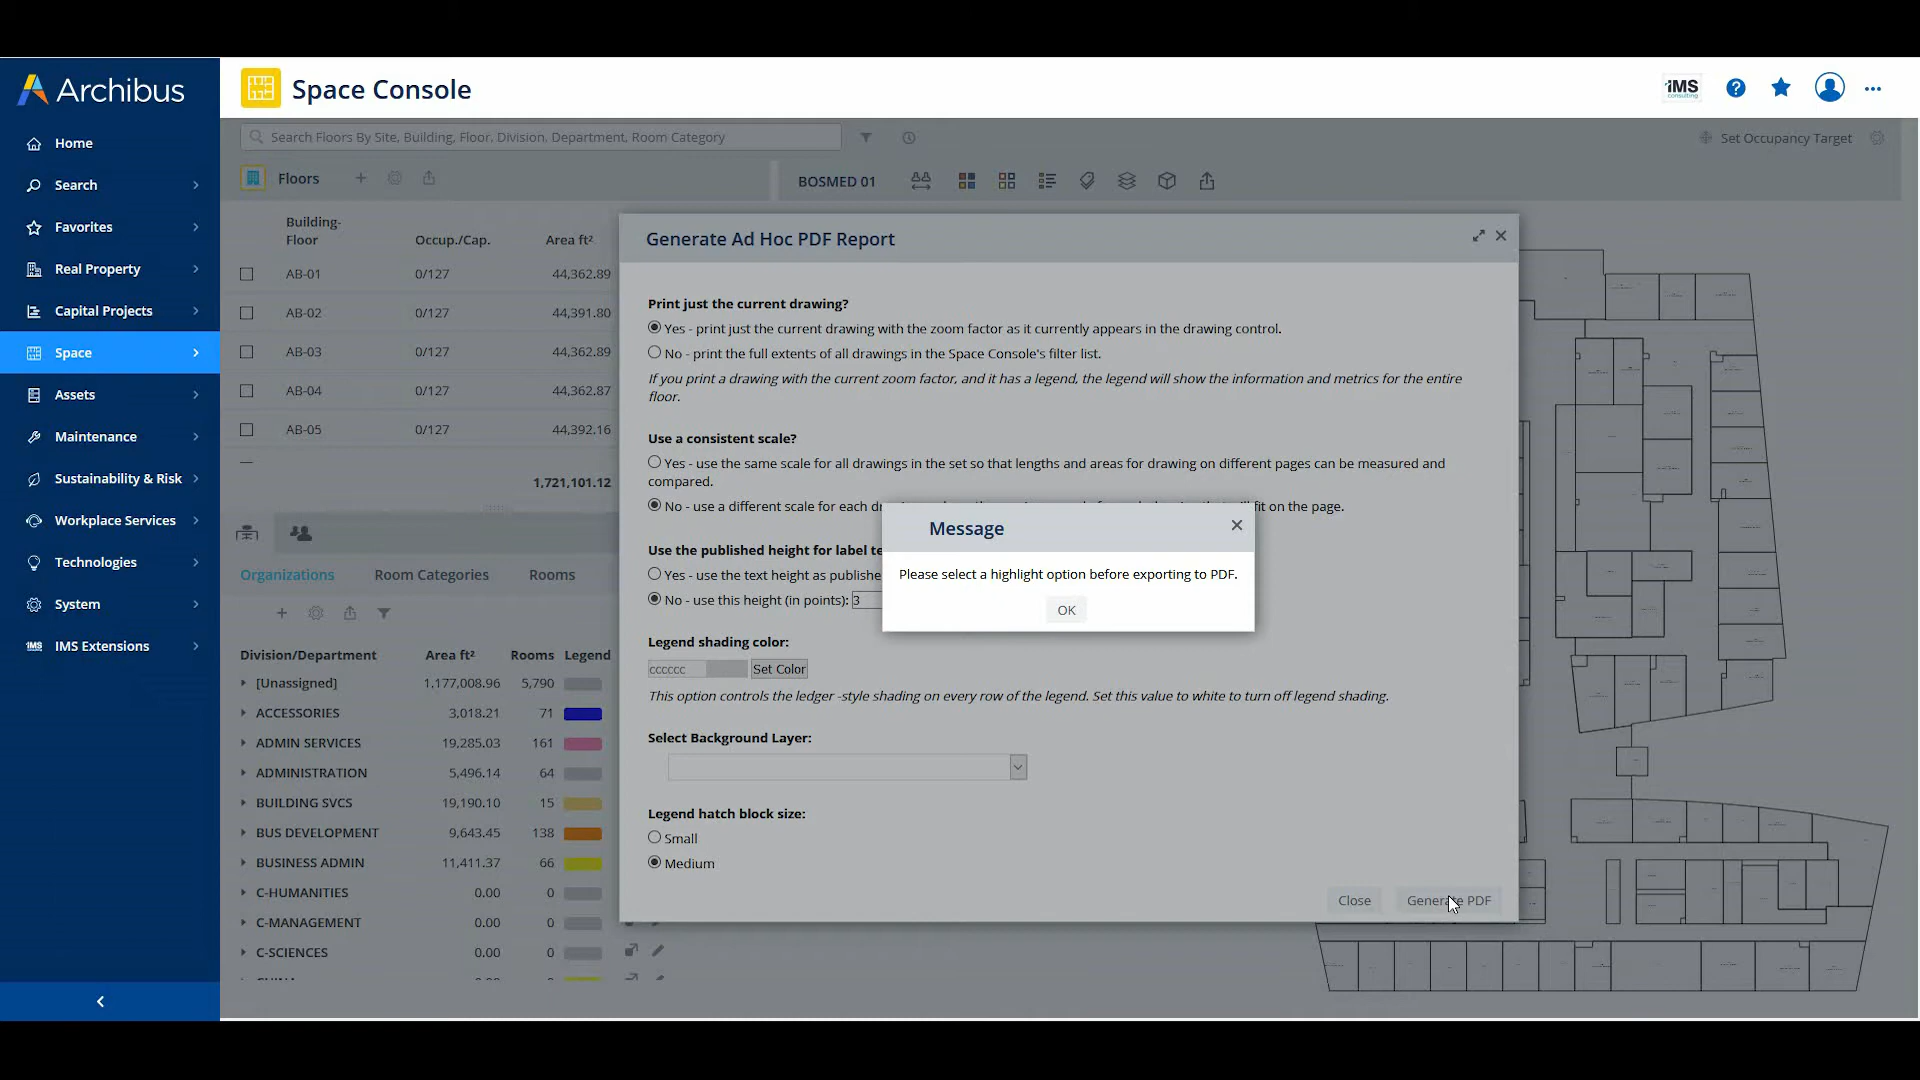 Archibus
Space Console
iMS
consulting
Home
Search
Favorites
Real Property
Capital Projects
Space
Assets
Maintenance
Sustainability & Risk
Workplace Services
Technologies
System
IMS Extensions
Search Floors By Site, Building, Floor, Division, Department, Room Category
Set Occupancy Target
Floors
BOSMED 01
Building-
Floor
Occup./Cap.
Area ft²
AB-01 0/127 44,362.89
AB-02 0/127 44,391.80
AB-03 0/127 44,362.89
AB-04 0/127 44,362.87
AB-05 0/127 44,392.16
1,721,101.12
Organizations
Room Categories
Rooms
Division/Department Area ft² Rooms Legend
[Unassigned] 1,177,008.96 5,790
ACCESSORIES 3,018.21 71
ADMIN SERVICES 19,285.03 161
ADMINISTRATION 5,496.14 64
BUILDING SVCS 19,190.10 15
BUS DEVELOPMENT 9,643.45 138
BUSINESS ADMIN 11,411.37 66
C-HUMANITIES 0.00 0
C-MANAGEMENT 0.00 0
C-SCIENCES 0.00 0
Generate Ad Hoc PDF Report
Print just the current drawing?
Yes - print just the current drawing with the zoom factor as it currently appears in the drawing control.
No - print the full extents of all drawings in the Space Console's filter list.
If you print a drawing with the current zoom factor, and it has a legend, the legend will show the information and metrics for the entire
floor.
Use a consistent scale?
Yes - use the same scale for all drawings in the set so that lengths and areas for drawing on different pages can be measured and
compared.
No - use a different scale for each fit on the page.
Use the published height for label
Yes - use the text height as
No - use this height (in points): 3
Legend shading color:
cccccc Set Color
This option controls the ledger -style shading on every row of the legend. Set this value to white to turn off legend shading.
Select Background Layer:
Legend hatch block size:
Small
Medium
Close
Generate PDF
Message
Please select a highlight option before exporting to PDF.
OK